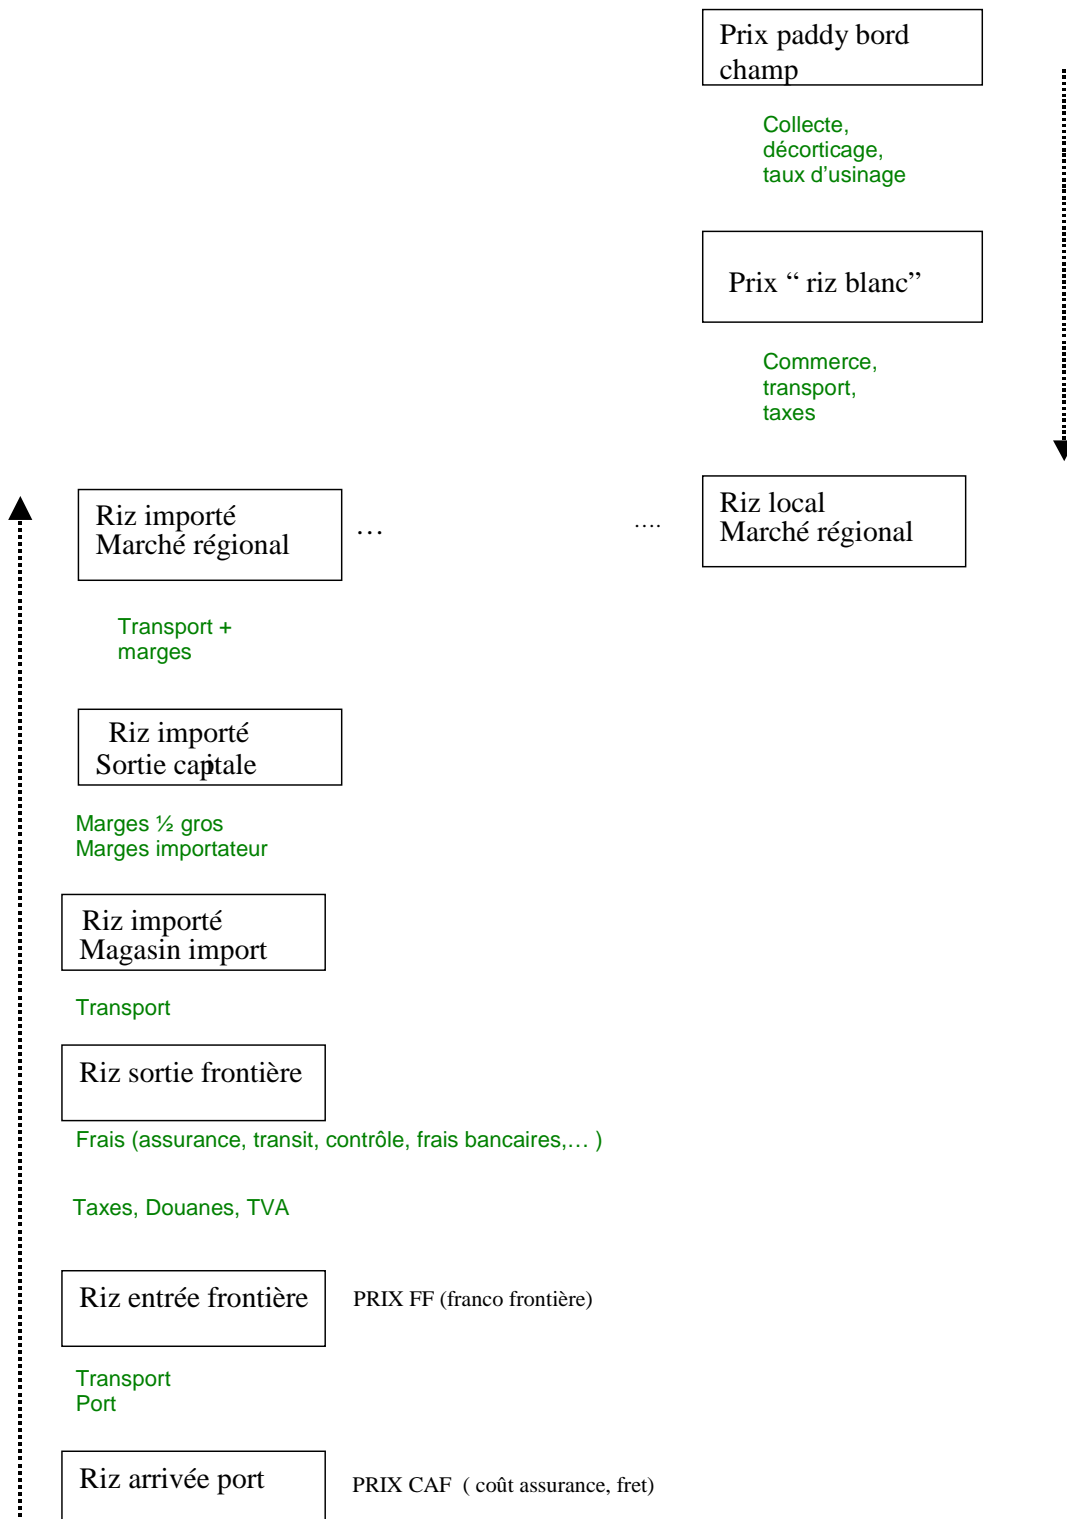 Prix paddy bord
champ
Collecte,
décorticage,
taux d'usinage
Prix “ riz blanc”
Commerce,
transport,
taxes
Riz importé
Marché régional
…
….
Riz local
Marché régional
Transport +
marges
Riz importé
Sortie capitale
Marges ½ gros
Marges importateur
Riz importé
Magasin import
Transport
Riz sortie frontière
Frais (assurance, transit, contrôle, frais bancaires,… )
Taxes, Douanes, TVA
Riz entrée frontière
PRIX FF (franco frontière)
Transport
Port
Riz arrivée port
PRIX CAF  ( coût assurance, fret)